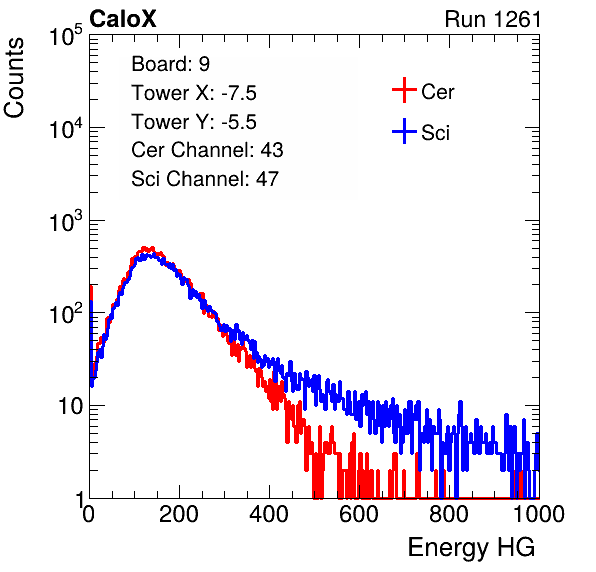 CaloX Run 1261
Counts
Board: 9
Tower X: -7.5
Tower Y: -5.5
Cer Channel: 43
Sci Channel: 47
Cer
Sci
10^5
10^4
10^3
10^2
10
1
0 200 400 600 800 1000
Energy HG